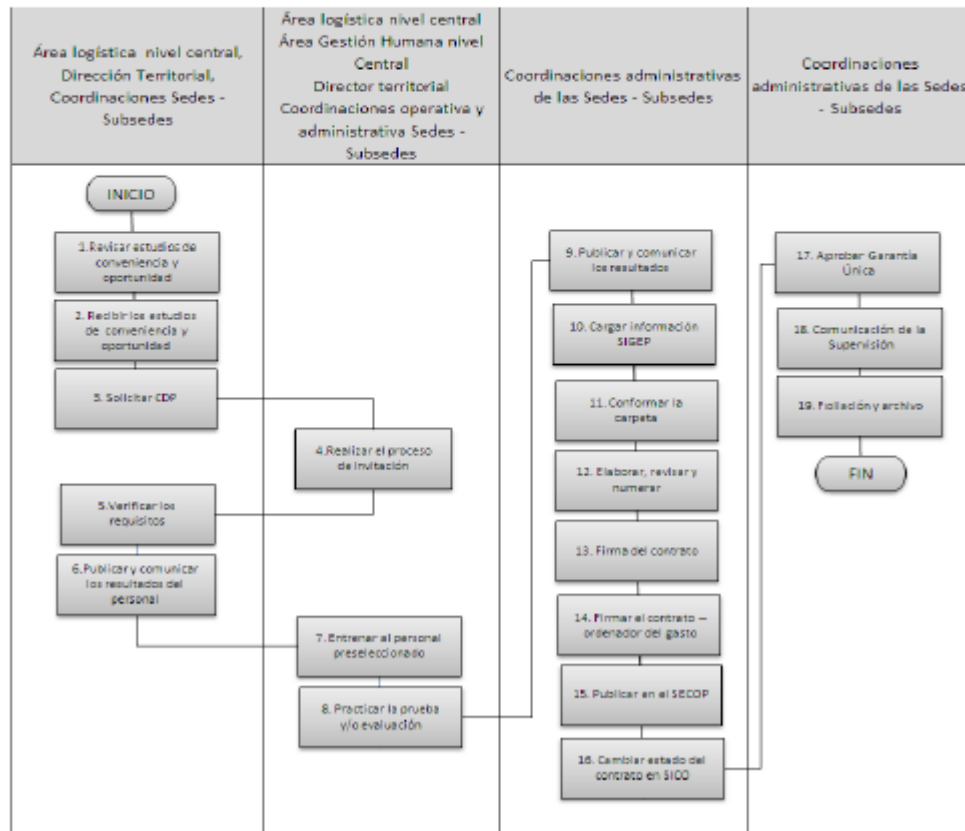 Área logística nivel central,
Dirección Territorial,
Coordinaciones Sedes -
Subsedes
Área logística nivel central
Área Gestión Humana nivel
Central
Director territorial
Coordinaciones operativa y
administrativa Sedes -
Subsedes
Coordinaciones administrativas
de las Sedes - Subsedes
Coordinaciones
administrativas de las Sedes
- Subsedes
INICIO
1.Revisar estudios de
conveniencia y
oportunidad
2. Recibir los estudios
de conveniencia y
oportunidad
3. Solicitar CDP
4.Realizar el proceso
de invitación
5.Verificar los
requisitos
6.Publicar y comunicar
los resultados del
personal
7. Entrenar al personal
preseleccionado
8. Practicar la prueba
y/o evaluación
9. Publicar y comunicar
los resultados
10. Cargar información
SIGEP
11. Conformar la
carpeta
12. Elaborar, revisar y
numerar
13. Firma del contrato
14. Firmar el contrato –
ordenador del gasto
15. Publicar en el SECOP
16. Cambiar estado del
contrato en SICO
17. Aprobar Garantía
Única
18. Comunicación de la
Supervisión
19. Foliación y archivo
FIN